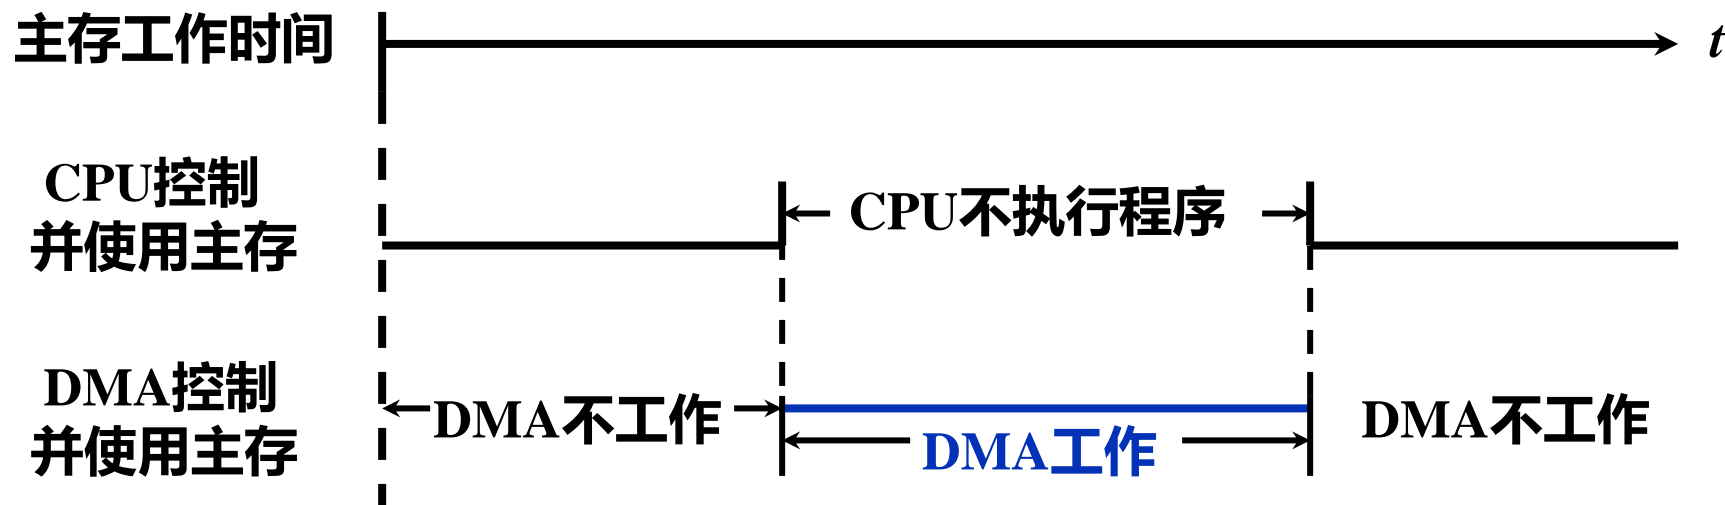 主存工作时间
t
CPU控制
并使用主存
CPU不执行程序
DMA控制
并使用主存
DMA不工作
DMA工作
DMA不工作